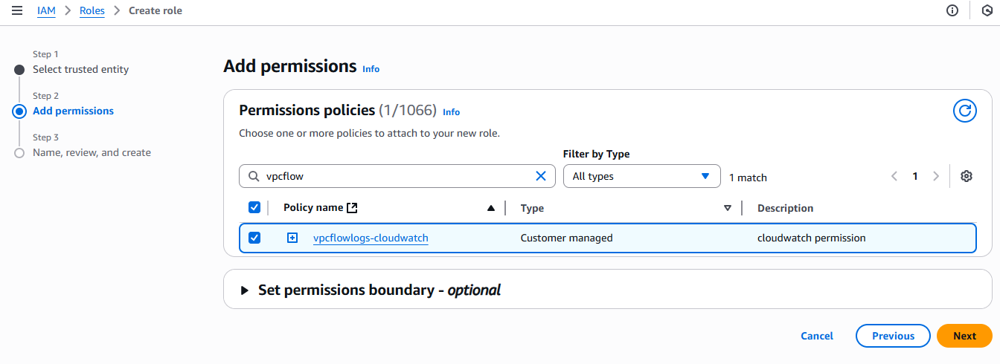 IAM > Roles > Create role
Step 1
Select trusted entity
Step 2
Add permissions
Step 3
Name, review, and create
Add permissions Info
Permissions policies (1/1066) Info
Choose one or more policies to attach to your new role.
Filter by Type
vpcflow All types 1 match 1
Policy name Type Description
vpcflowlogs-cloudwatch Customer managed cloudwatch permission
Set permissions boundary - optional
Cancel Previous Next